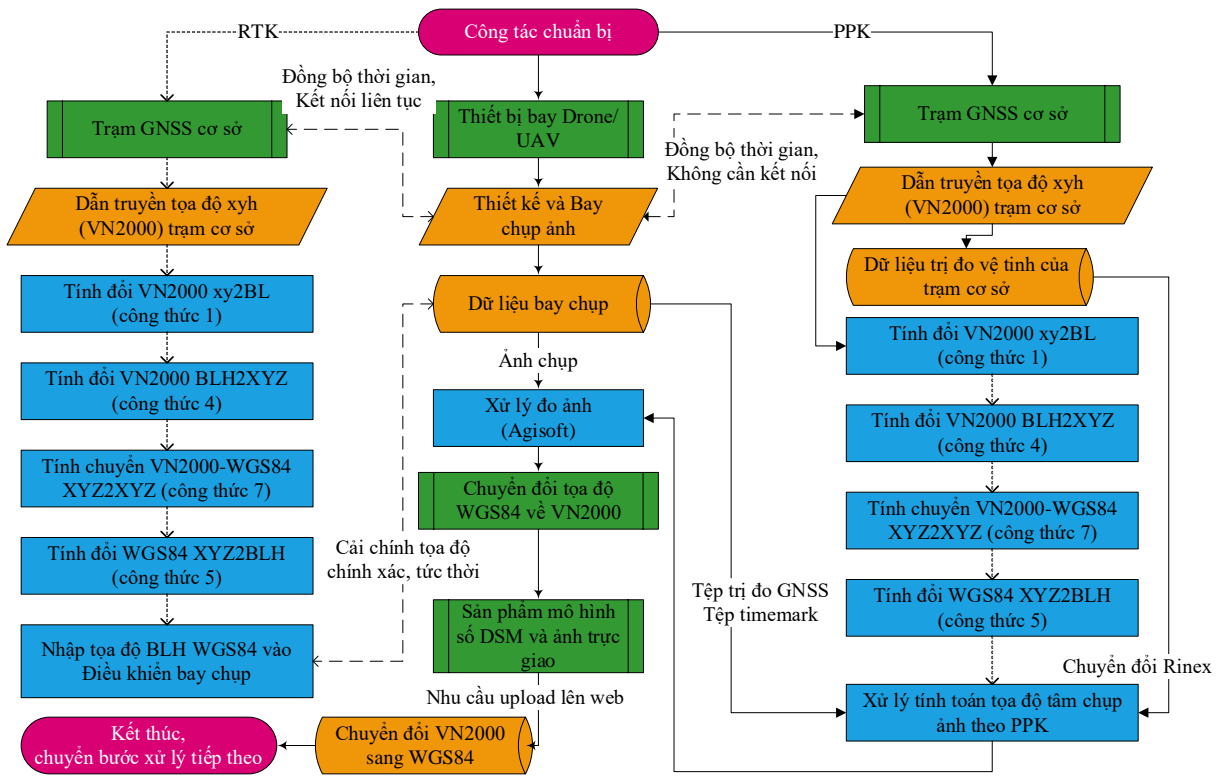 Công tác chuẩn bị
RTK
PPK
Đồng bộ thời gian,
Kết nối liên tục
Trạm GNSS cơ sở
Dẫn truyền tọa độ xyh
(VN2000) trạm cơ sở
Tính đổi VN2000 xy2BL
(công thức 1)
Tính đổi VN2000 BLH2XYZ
(công thức 4)
Tính chuyển VN2000-WGS84
XYZ2XYZ (công thức 7)
Tính đổi WGS84 XYZ2BLH
(công thức 5)
Nhập tọa độ BLH WGS84 vào
Điều khiển bay chụp
Cải chính tọa độ
chính xác, tức thời
Thiết bị bay Drone/
UAV
Thiết kế và Bay
chụp ảnh
Dữ liệu bay chụp
Ảnh chụp
Xử lý đo ảnh
(Agisoft)
Chuyển đổi tọa độ
WGS84 về VN2000
Sản phẩm mô hình
số DSM và ảnh trực
giao
Nhu cầu upload lên web
Chuyển đổi VN2000
sang WGS84
Kết thúc,
chuyển bước xử lý tiếp theo
Trạm GNSS cơ sở
Đồng bộ thời gian,
Không cần kết nối
Dẫn truyền tọa độ xyh
(VN2000) trạm cơ sở
Dữ liệu trị đo vệ tinh của
trạm cơ sở
Tính đổi VN2000 xy2BL
(công thức 1)
Tính đổi VN2000 BLH2XYZ
(công thức 4)
Tính chuyển VN2000-WGS84
XYZ2XYZ (công thức 7)
Tính đổi WGS84 XYZ2BLH
(công thức 5)
Tệp trị đo GNSS
Tệp timemark
Chuyển đổi Rinex
Xử lý tính toán tọa độ tâm chụp
ảnh theo PPK